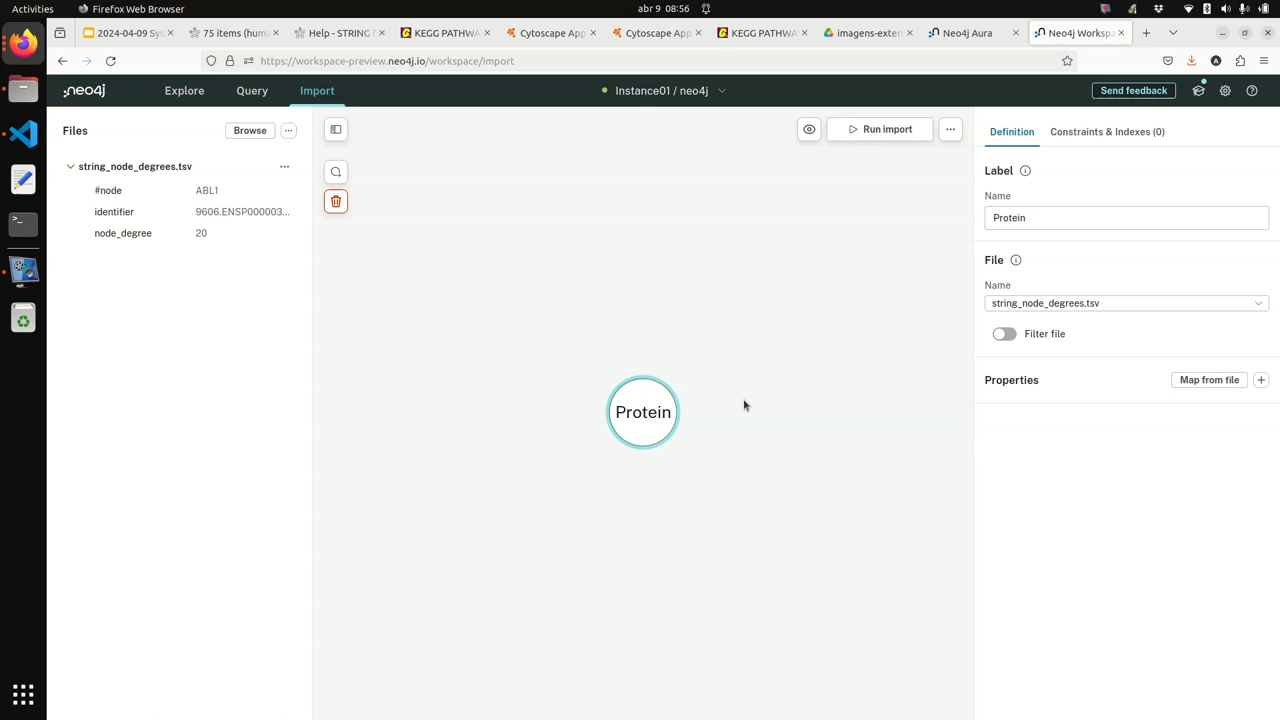 Activities
Firefox Web Browser
abr 9 08:56
2024-04-09 Sys
75 items (huma
Help - STRING
KEGG PATHWA
Cytoscape App
Cytoscape App
KEGG PATHWA
imagens-exter
Neo4j Aura
Neo4j Workspa
https://workspace-preview.neo4j.io/workspace/import
neo4j
Explore
Query
Import
Instance01 / neo4j
Send feedback
Files
Browse
Run import
Definition
Constraints & Indexes (0)
string_node_degrees.tsv
#node ABL1
identifier 9606.ENSP000003...
node_degree 20
Label
Name
Protein
File
Name
string_node_degrees.tsv
Filter file
Properties
Map from file
Protein